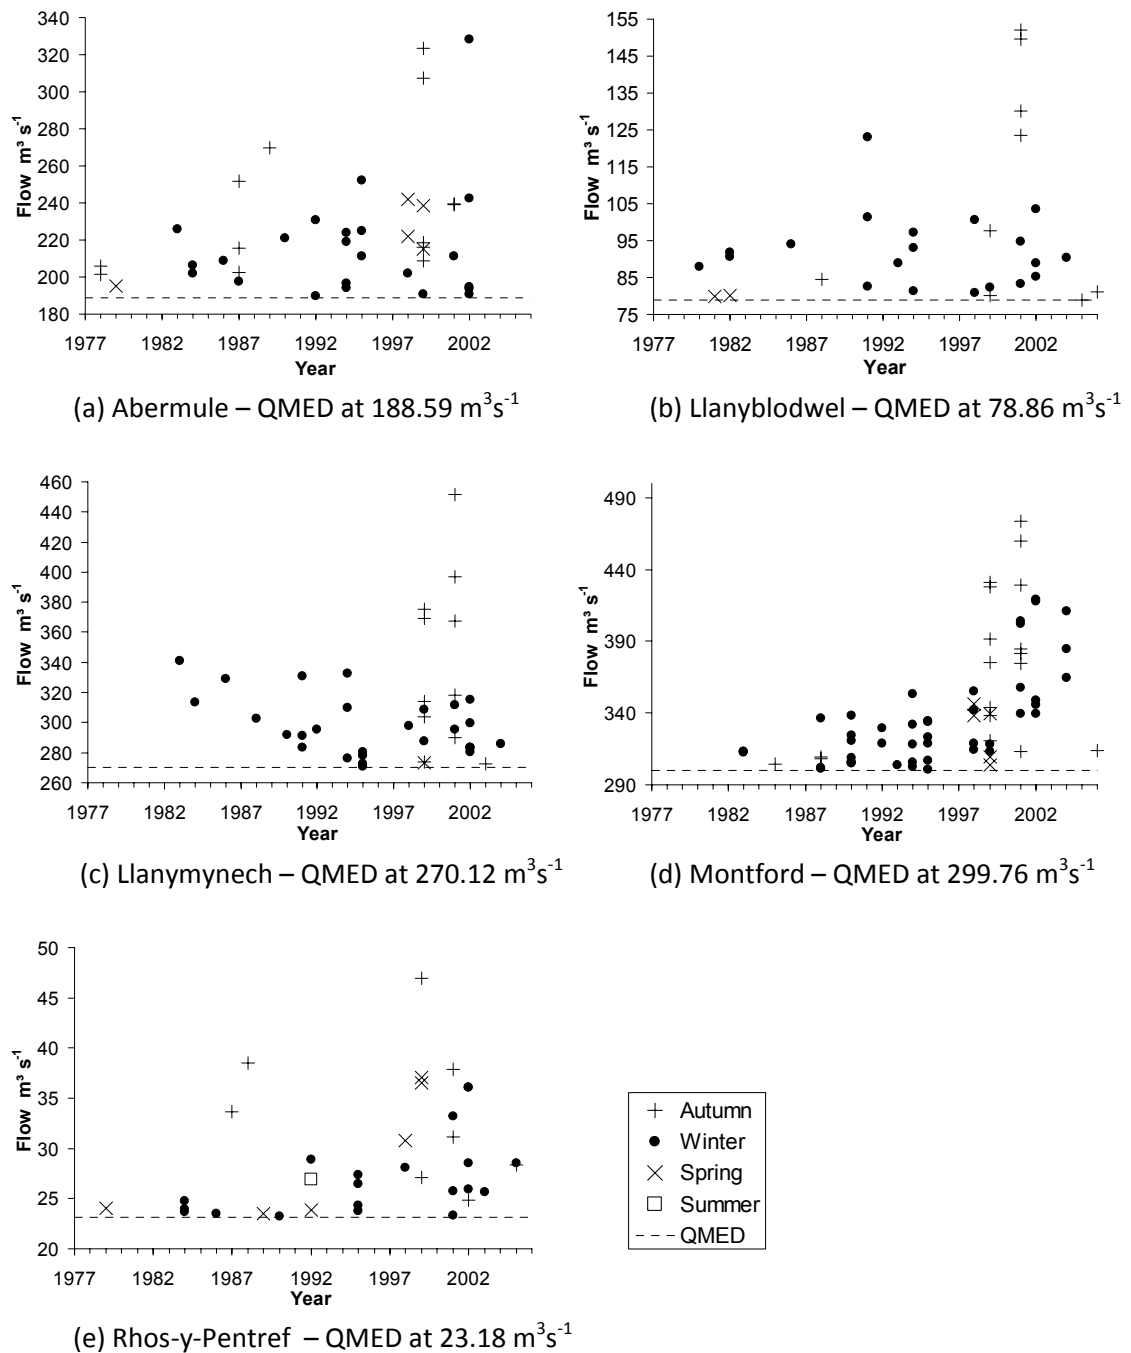 340
320
300
280
260
240
220
200
180
Flow m³ s⁻¹
1977 1982 1987 1992 1997 2002
Year
(a) Abermule – QMED at 188.59 m³s⁻¹
155
145
135
125
115
105
95
85
75
Flow m³ s⁻¹
1977 1982 1987 1992 1997 2002
Year
(b) Llanyblodwel – QMED at 78.86 m³s⁻¹
460
440
420
400
380
360
340
320
300
280
260
Flow m³ s⁻¹
1977 1982 1987 1992 1997 2002
Year
(c) Llanymynech – QMED at 270.12 m³s⁻¹
490
440
390
340
290
Flow m³ s⁻¹
1977 1982 1987 1992 1997 2002
Year
(d) Montford – QMED at 299.76 m³s⁻¹
50
45
40
35
30
25
20
Flow m³ s⁻¹
1977 1982 1987 1992 1997 2002
Year
(e) Rhos-y-Pentref – QMED at 23.18 m³s⁻¹
Autumn
Winter
Spring
Summer
QMED